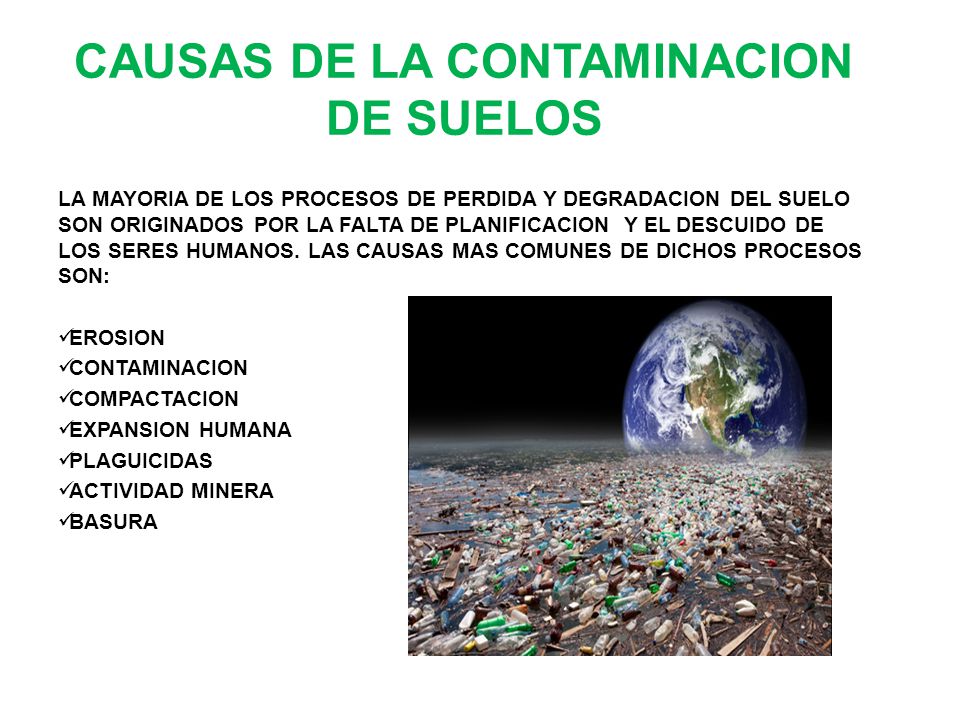 CAUSAS DE LA CONTAMINACION
DE SUELOS
LA MAYORIA DE LOS PROCESOS DE PERDIDA Y DEGRADACION DEL SUELO
SON ORIGINADOS POR LA FALTA DE PLANIFICACION Y EL DESCUIDO DE
LOS SERES HUMANOS. LAS CAUSAS MAS COMUNES DE DICHOS PROCESOS
SON:
✓EROSION
✓CONTAMINACION
✓COMPACTACION
✓EXPANSION HUMANA
✓PLAGUICIDAS
✓ACTIVIDAD MINERA
✓BASURA